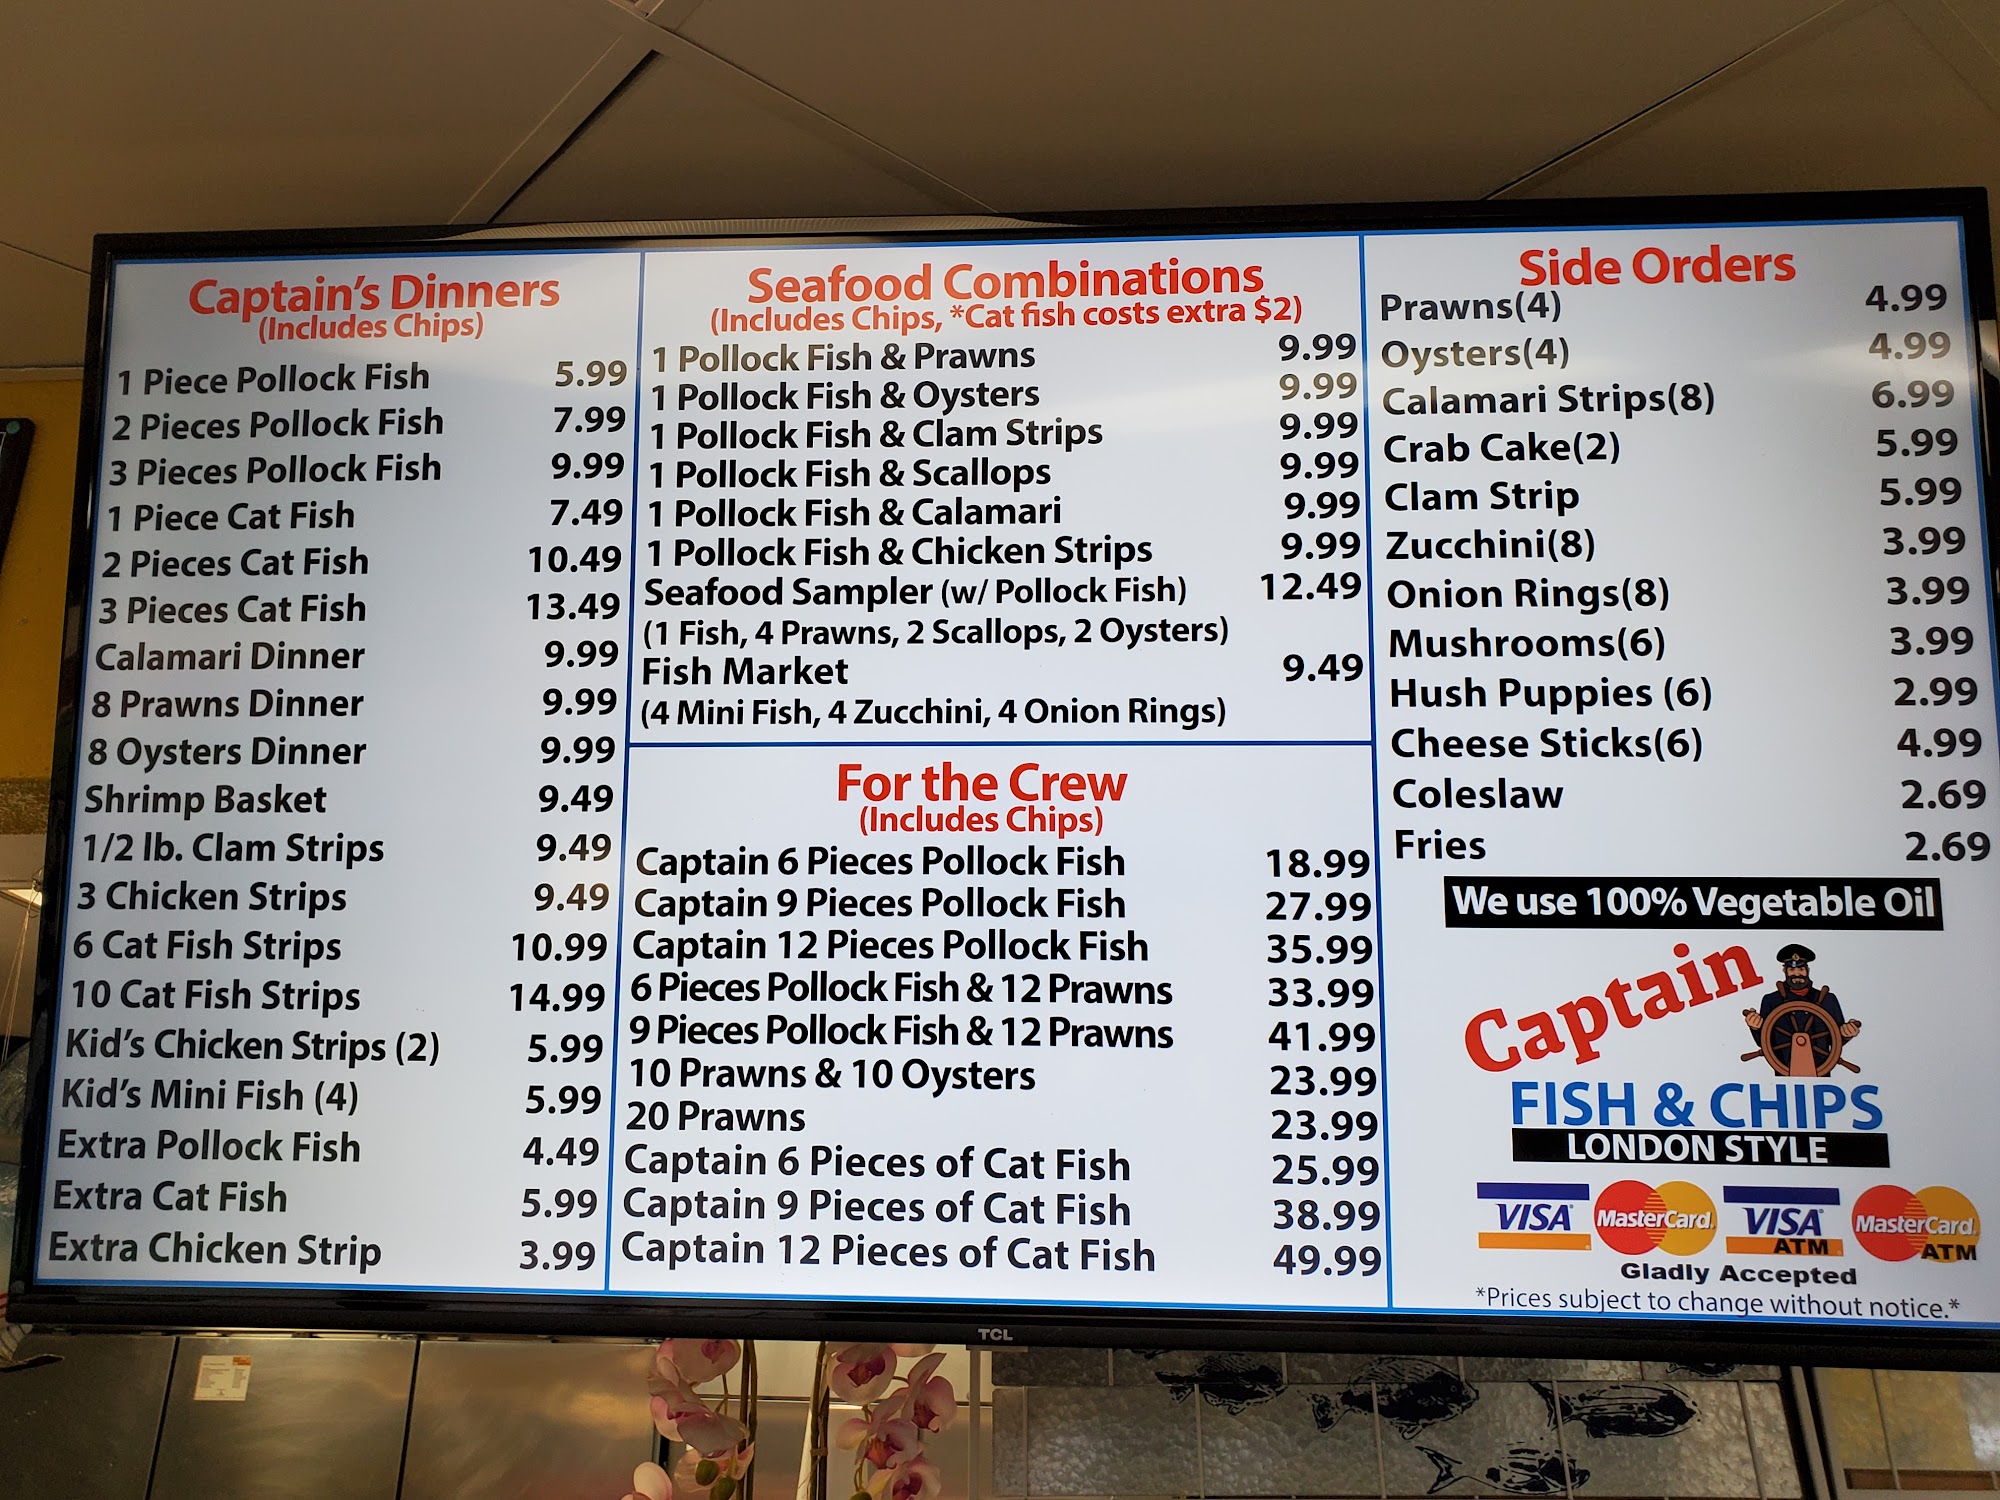 Captain's Dinners
(Includes Chips)
1 Piece Pollock Fish 5.99
2 Pieces Pollock Fish 7.99
3 Pieces Pollock Fish 9.99
1 Piece Cat Fish 7.49
2 Pieces Cat Fish 10.49
3 Pieces Cat Fish 13.49
Calamari Dinner 9.99
8 Prawns Dinner 9.99
8 Oysters Dinner 9.99
Shrimp Basket 9.49
1/2 lb. Clam Strips 9.49
3 Chicken Strips 9.49
6 Cat Fish Strips 10.99
10 Cat Fish Strips 14.99
Kid's Chicken Strips (2) 5.99
Kid's Mini Fish (4) 5.99
Extra Pollock Fish 4.49
Extra Cat Fish 5.99
Extra Chicken Strip 3.99
Seafood Combinations
(Includes Chips, *Cat fish costs extra $2)
1 Pollock Fish & Prawns 9.99
1 Pollock Fish & Oysters 9.99
1 Pollock Fish & Clam Strips 9.99
1 Pollock Fish & Scallops 9.99
1 Pollock Fish & Calamari 9.99
1 Pollock Fish & Chicken Strips 9.99
Seafood Sampler (w/ Pollock Fish) 12.49
(1 Fish, 4 Prawns, 2 Scallops, 2 Oysters)
Fish Market 9.49
(4 Mini Fish, 4 Zucchini, 4 Onion Rings)
For the Crew
(Includes Chips)
Captain 6 Pieces Pollock Fish 18.99
Captain 9 Pieces Pollock Fish 27.99
Captain 12 Pieces Pollock Fish 35.99
6 Pieces Pollock Fish & 12 Prawns 33.99
9 Pieces Pollock Fish & 12 Prawns 41.99
10 Prawns & 10 Oysters 23.99
20 Prawns 23.99
Captain 6 Pieces of Cat Fish 25.99
Captain 9 Pieces of Cat Fish 38.99
Captain 12 Pieces of Cat Fish 49.99
Side Orders
Prawns(4) 4.99
Oysters(4) 4.99
Calamari Strips(8) 6.99
Crab Cake(2) 5.99
Clam Strip 5.99
Zucchini(8) 3.99
Onion Rings(8) 3.99
Mushrooms(6) 3.99
Hush Puppies (6) 2.99
Cheese Sticks(6) 4.99
Coleslaw 2.69
Fries 2.69
We use 100% Vegetable Oil
Captain
FISH & CHIPS
LONDON STYLE
VISA MasterCard. VISA ATM MasterCard. ATM
Gladly Accepted
*Prices subject to change without notice.*
TCL